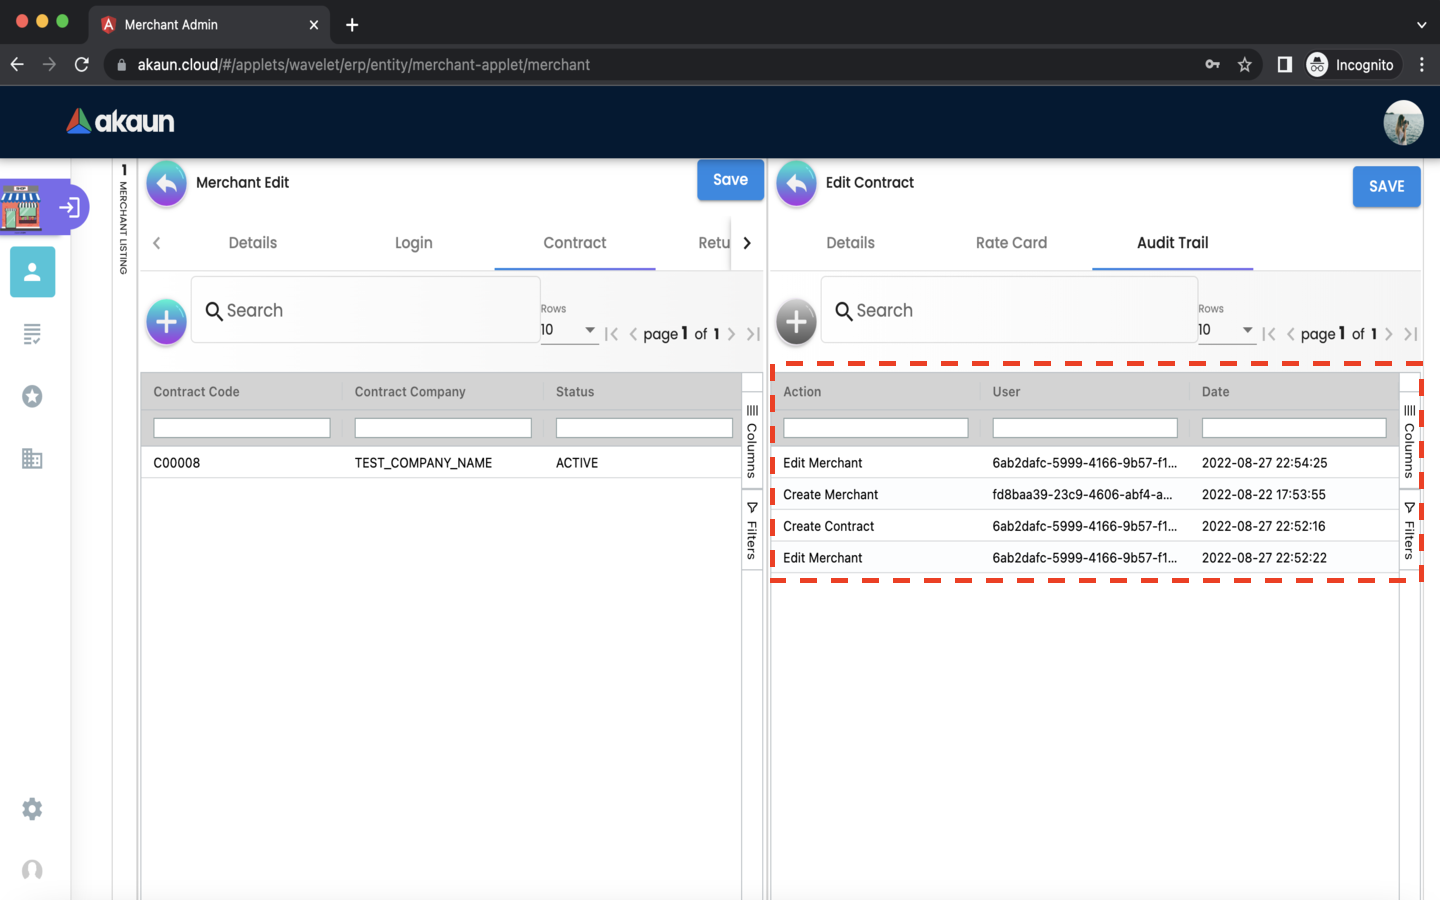 Merchant Admin
akaun.cloud/#/applets/wavelet/erp/entity/merchant-applet/merchant
Incognito
akaun
SHOP
1 MERCHANT LISTING
Merchant Edit
Save
Details
Login
Contract
Retu
Search
Rows
10
page 1 of 1
Contract Code
Contract Company
Status
C00008
TEST_COMPANY_NAME
ACTIVE
Columns
Filters
Edit Contract
SAVE
Details
Rate Card
Audit Trail
Search
Rows
10
page 1 of 1
Action
User
Date
Edit Merchant
6ab2dafc-5999-4166-9b57-f1...
2022-08-27 22:54:25
Create Merchant
fd8baa39-23c9-4606-abf4-a...
2022-08-22 17:53:55
Create Contract
6ab2dafc-5999-4166-9b57-f1...
2022-08-27 22:52:16
Edit Merchant
6ab2dafc-5999-4166-9b57-f1...
2022-08-27 22:52:22
Columns
Filters